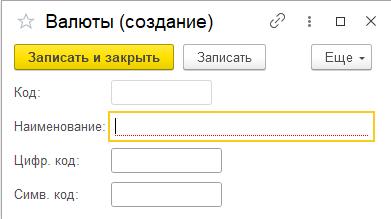 Валюты (создание)
Записать и закрыть Записать Еще
Код:
Наименование:
Цифр. код:
Симв. код: